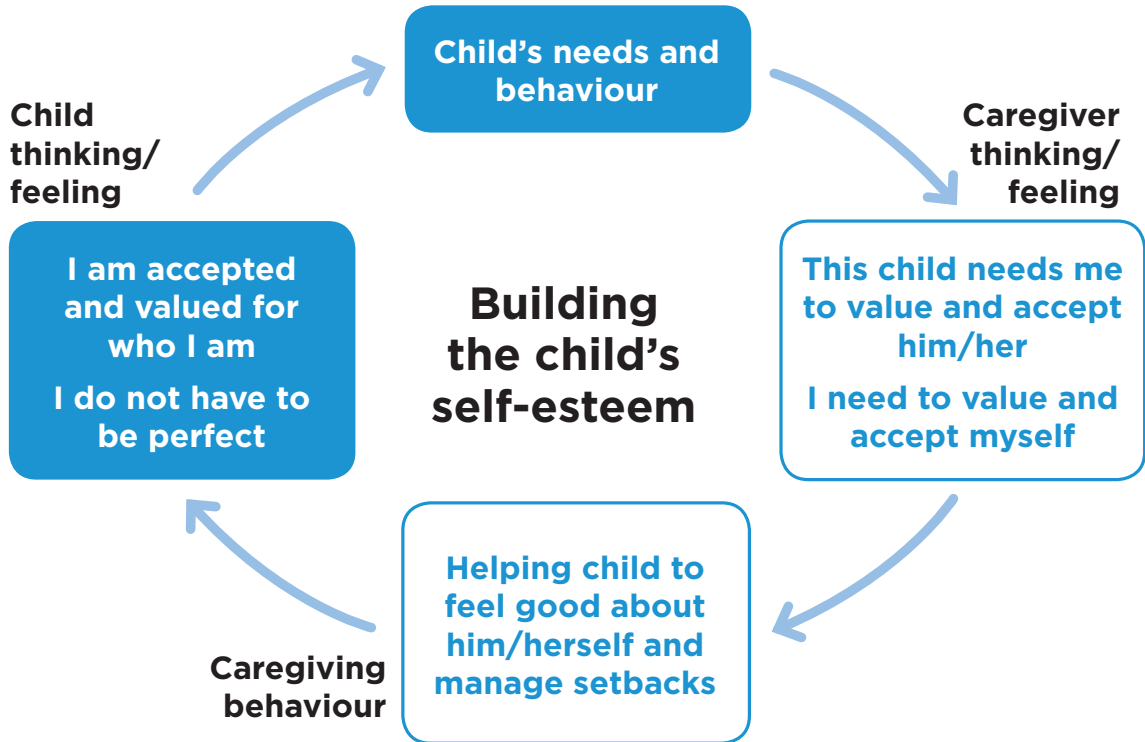 Child’s needs and
behaviour
Caregiver
thinking/
feeling
This child needs me
to value and accept
him/her
I need to value and
accept myself
Helping child to
feel good about
him/herself and
manage setbacks
Caregiving
behaviour
Child
thinking/
feeling
I am accepted
and valued for
who I am
I do not have to
be perfect
Building
the child’s
self-esteem